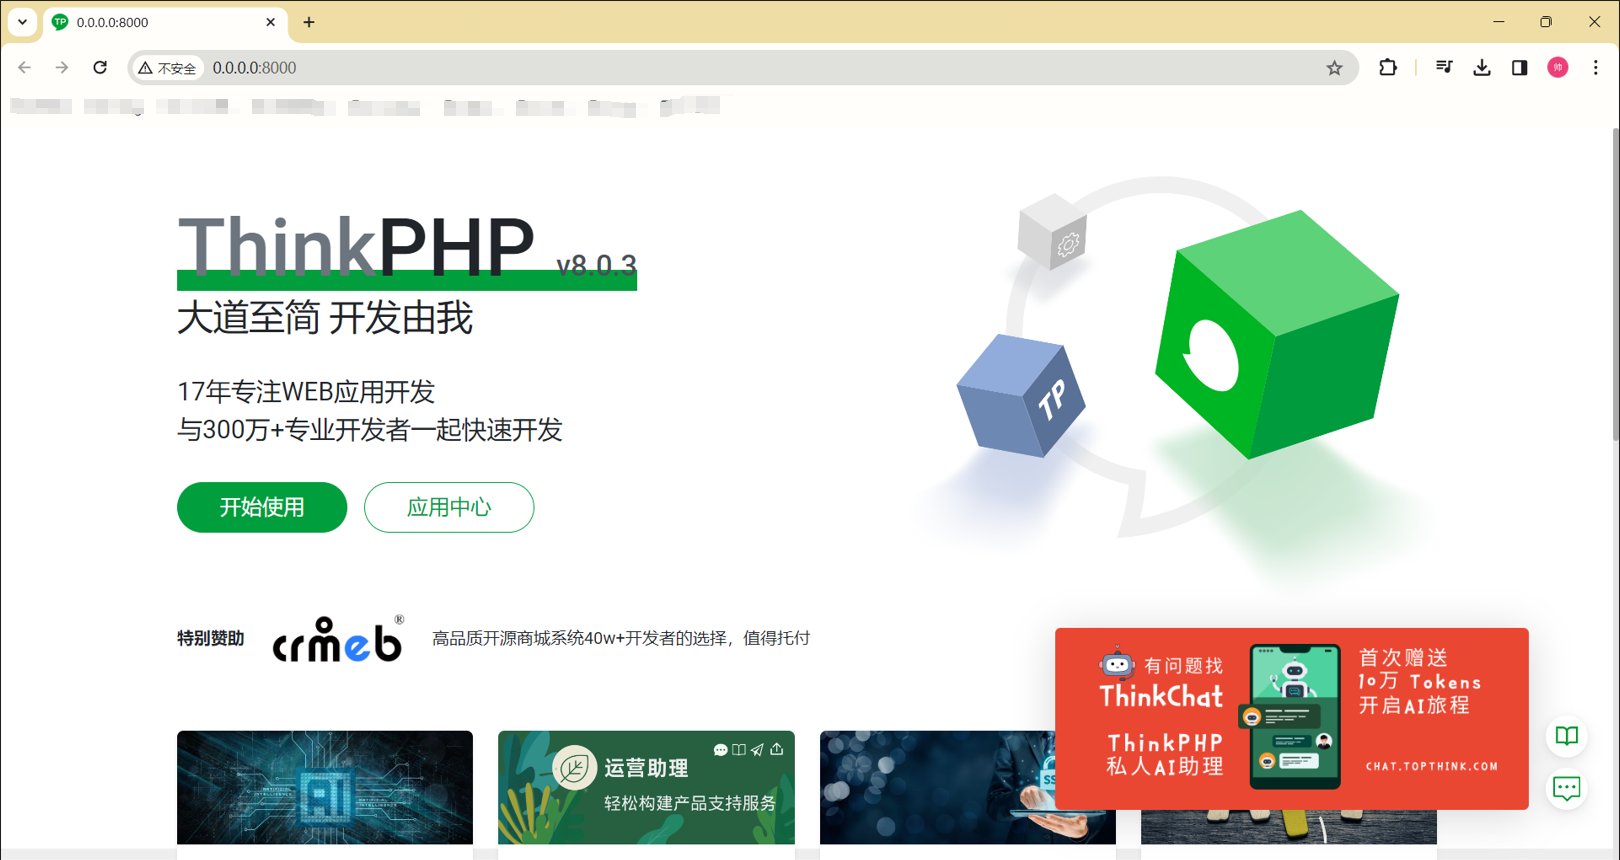 0.0.0.0:8000
不安全
0.0.0.0:8000
帅
ThinkPHP v8.0.3
大道至简 开发由我
17年专注WEB应用开发
与300万+专业开发者一起快速开发
开始使用
应用中心
TP
特别赞助
crmeb®
高品质开源商城系统40w+开发者的选择，值得托付
AI
ARTIFICIAL
INTELLIGENCE
运营助理
轻松构建产品支持服务
有问题找
ThinkChat
ThinkPHP
私人AI助理
首次赠送
10万 Tokens
开启AI旅程
CHAT.TOPTHINK.COM